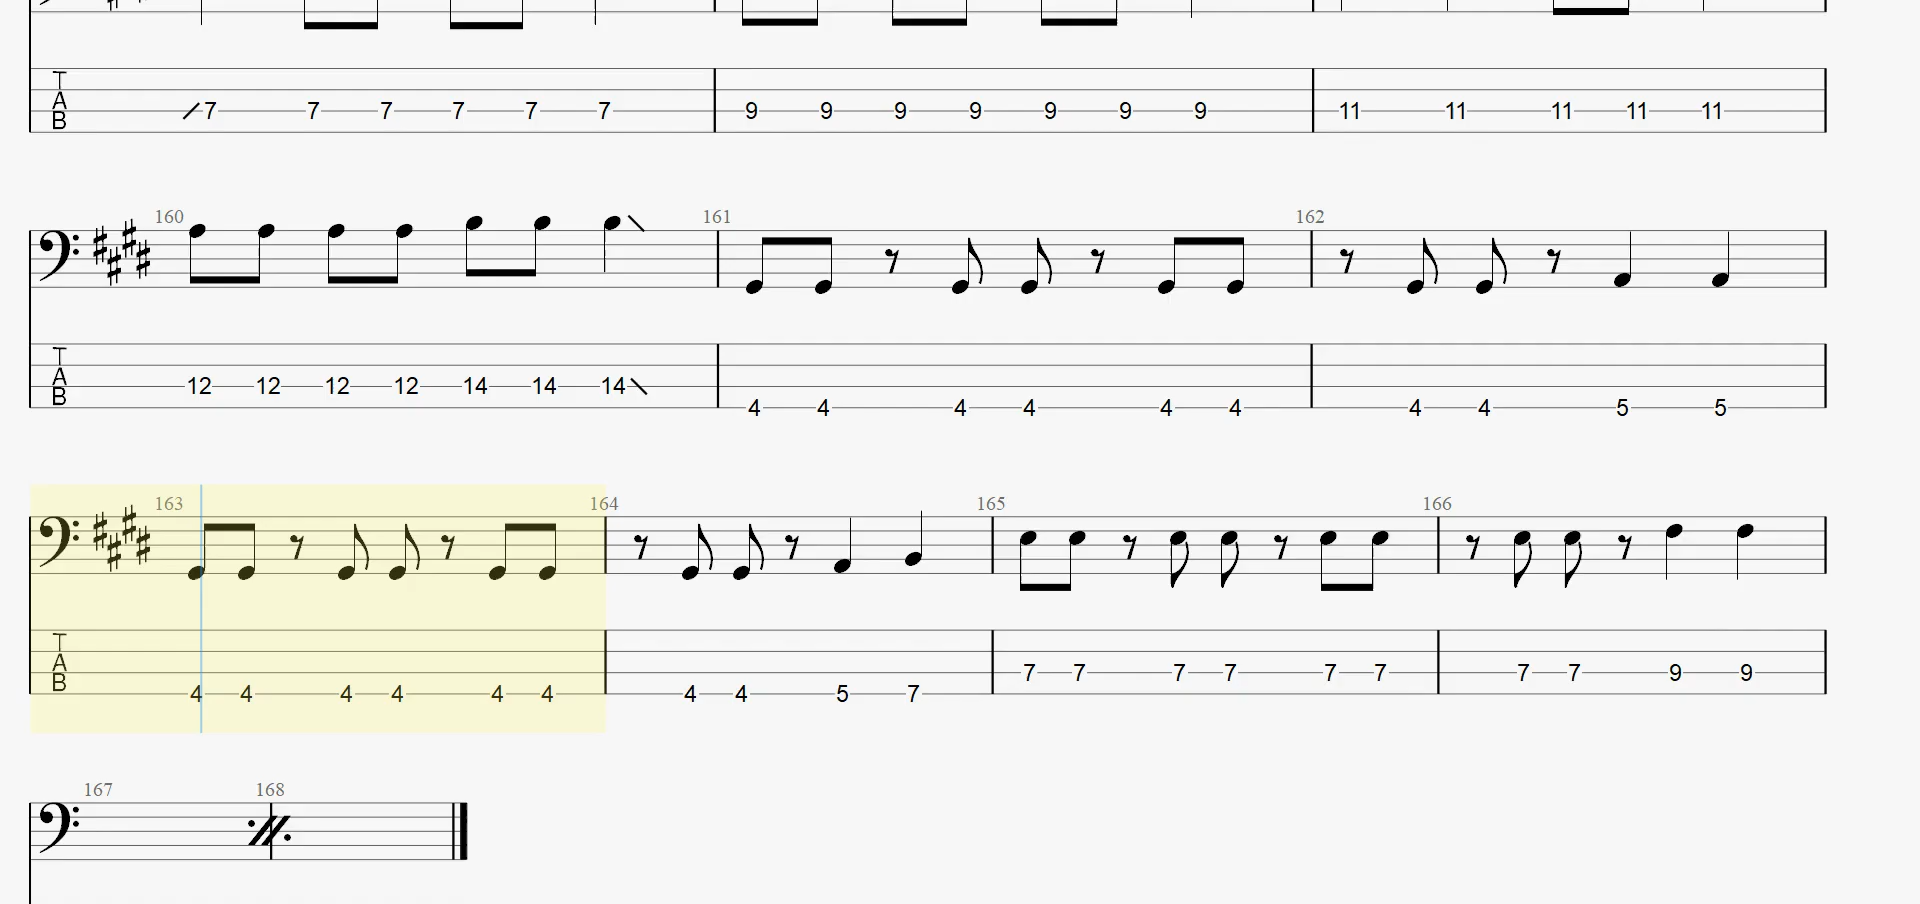 T
A
B
7 7 7 7 7 7 9 9 9 9 9 9 9 11 11 11 11 11
160 161 162
T
A
B
12 12 12 12 14 14 14
4 4 4 4 4 4 4 4 5 5
163 164 165 166
T
A
B
7 7 7 7 7 7 7 7 9 9
4 4 4 4 4 4 4 4 5 7
167 168